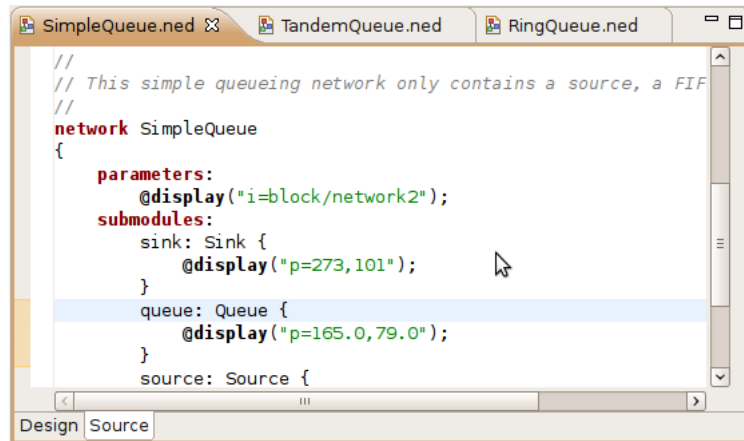 SimpleQueue.ned TandemQueue.ned RingQueue.ned
//
// This simple queueing network only contains a source, a FIF
//
network SimpleQueue
{
parameters:
@display("i=block/network2");
submodules:
sink: Sink {
@display("p=273,101");
}
queue: Queue {
@display("p=165.0,79.0");
}
source: Source {
Design Source